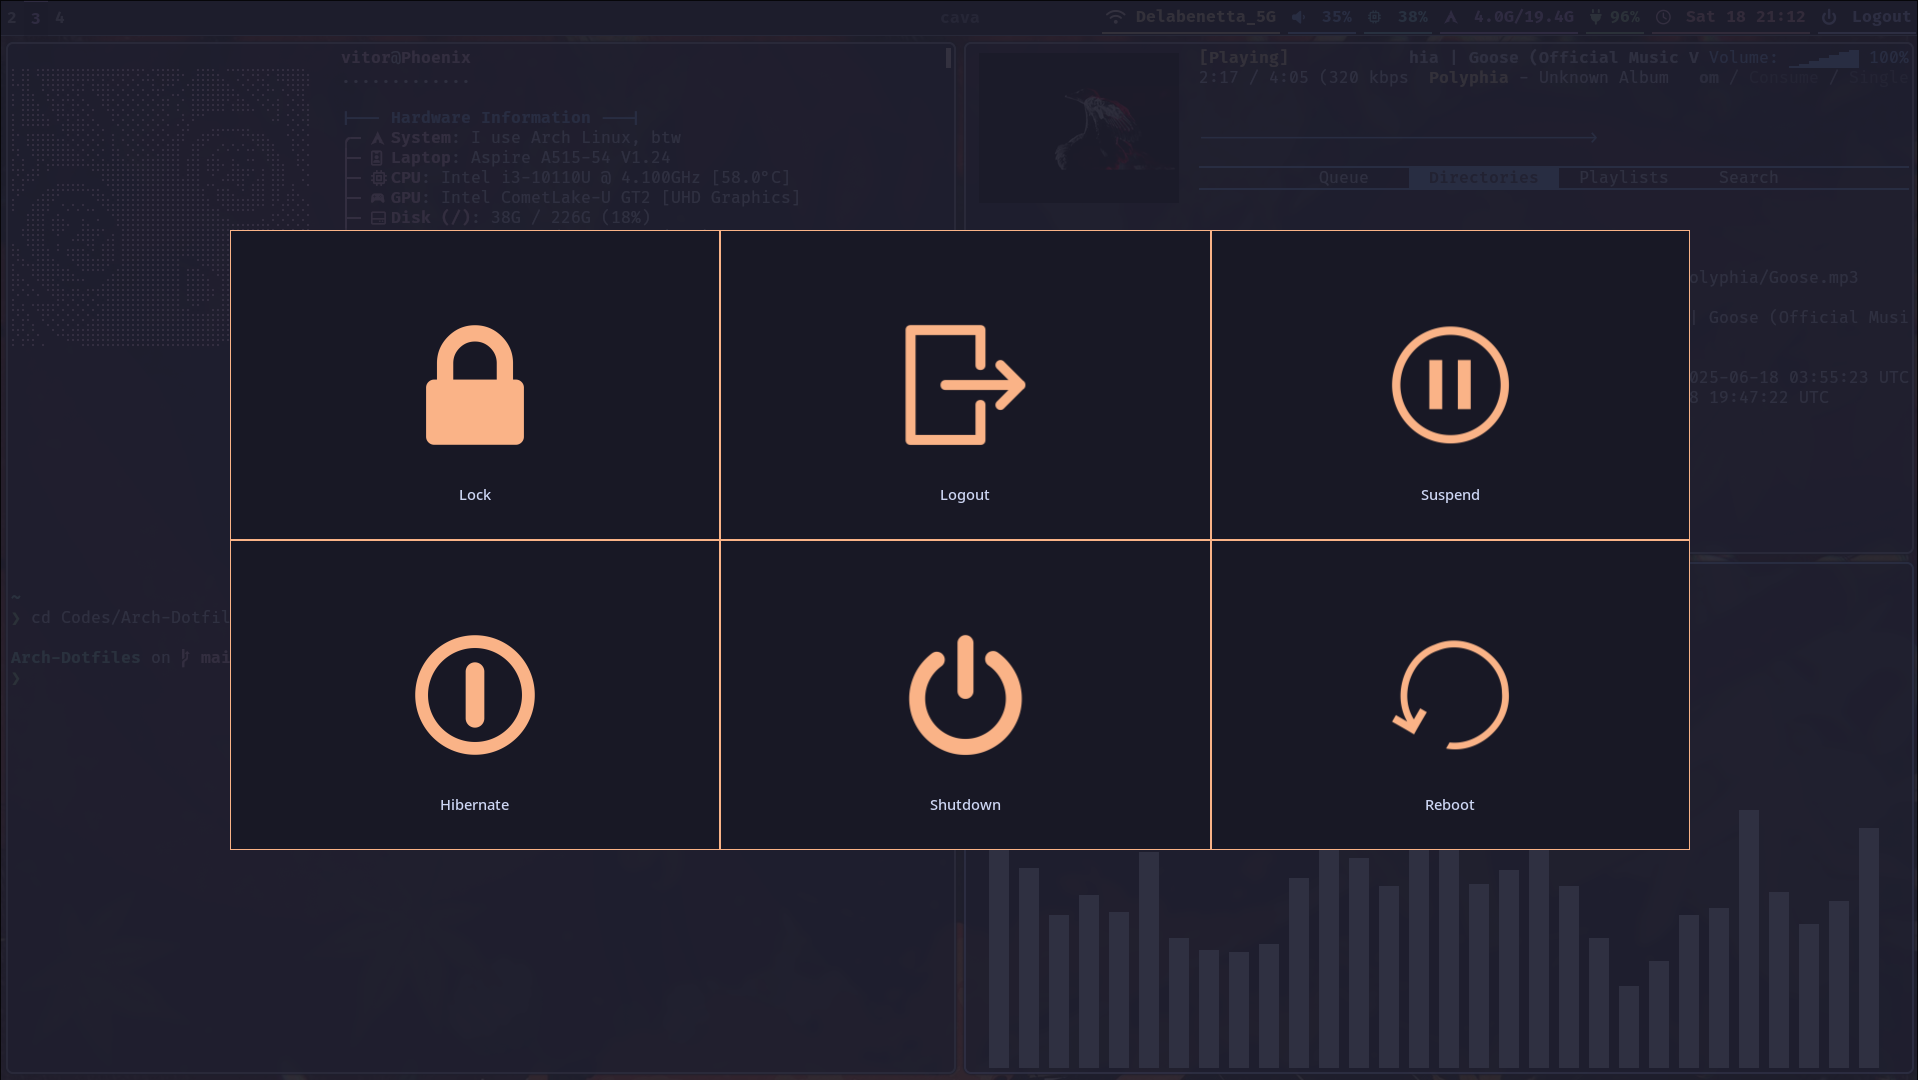 2 3 4
cava
Delabenetta_5G 35% 38% 4.0G/19.4G 96% Sat 18 21:12 Logout
vitor@Phoenix
.............
Hardware Information
System: I use Arch Linux, btw
Laptop: Aspire A515-54 V1.24
CPU: Intel i3-10110U @ 4.100GHz [58.0°C]
GPU: Intel CometLake-U GT2 [UHD Graphics]
Disk (/): 38G / 226G (18%)
[Playing] hia | Goose (Official Music V Volume: 100%
2:17 / 4:05 (320 kbps Polyphia - Unknown Album om / Consume / Single
Queue Directories Playlists Search
olyphia/Goose.mp3
| Goose (Official Musi
025-06-18 03:55:23 UTC
8 19:47:22 UTC
Lock
Logout
Suspend
Hibernate
Shutdown
Reboot
~
❯ cd Codes/Arch-Dotfil
Arch-Dotfiles on mai
❯